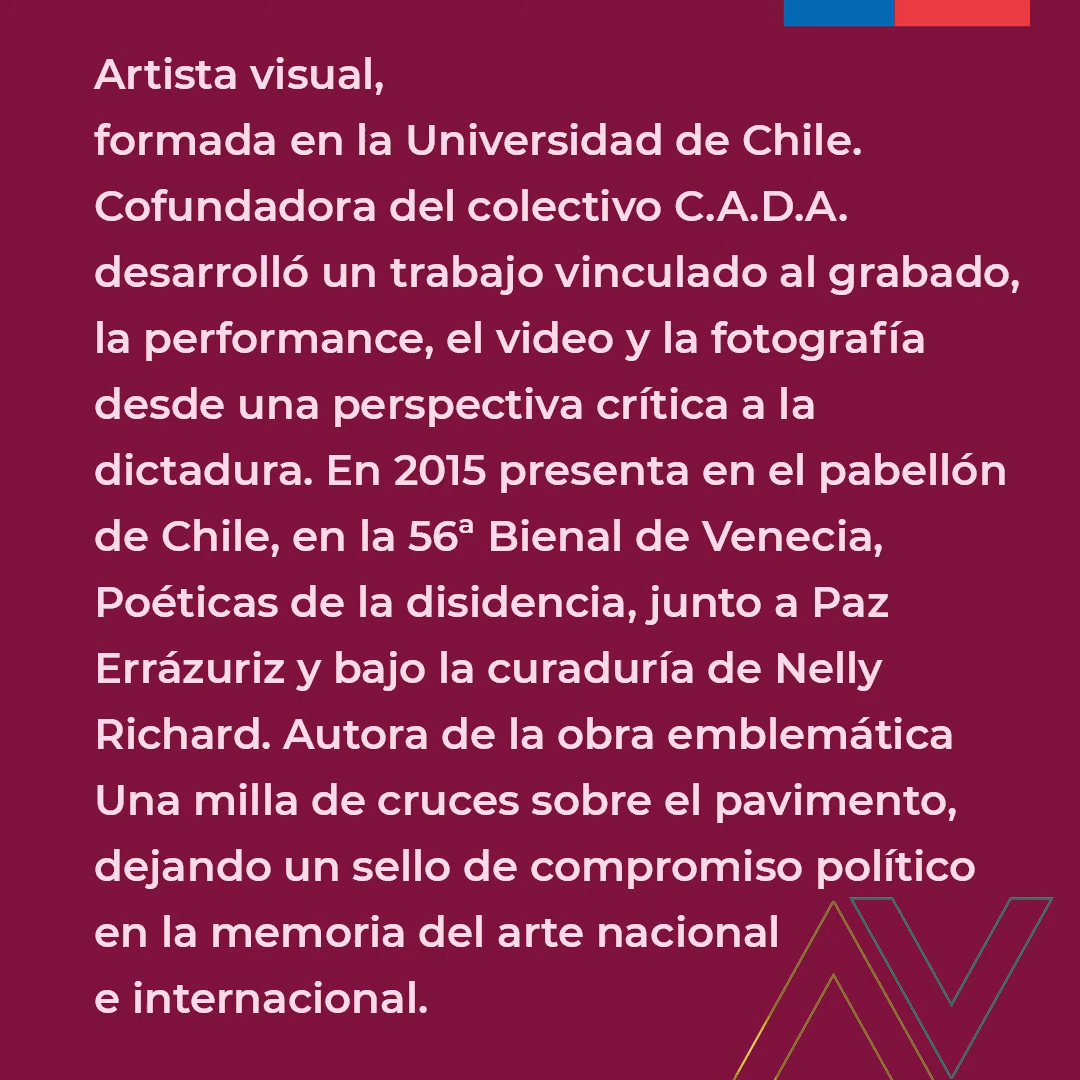 Artista visual,
formada en la Universidad de Chile.
Cofundadora del colectivo C.A.D.A.
desarrolló un trabajo vinculado al grabado,
la performance, el video y la fotografía
desde una perspectiva crítica a la
dictadura. En 2015 presenta en el pabellón
de Chile, en la 56ª Bienal de Venecia,
Poéticas de la disidencia, junto a Paz
Errázuriz y bajo la curaduría de Nelly
Richard. Autora de la obra emblemática
Una milla de cruces sobre el pavimento,
dejando un sello de compromiso político
en la memoria del arte nacional
e internacional.